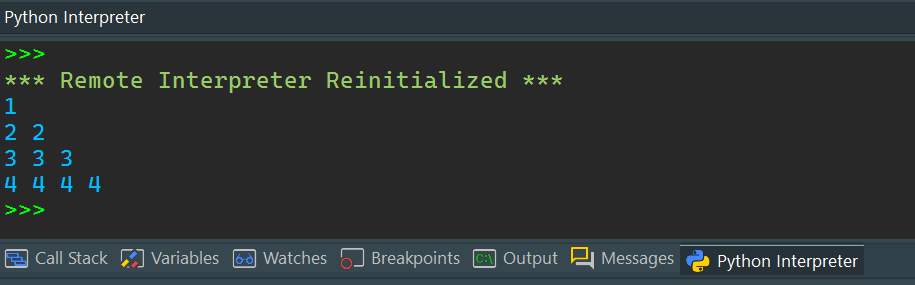 Python Interpreter
>>>
*** Remote Interpreter Reinitialized ***
1
2 2
3 3 3
4 4 4 4
>>>
Call Stack Variables Watches Breakpoints C:\ Output Messages Python Interpreter